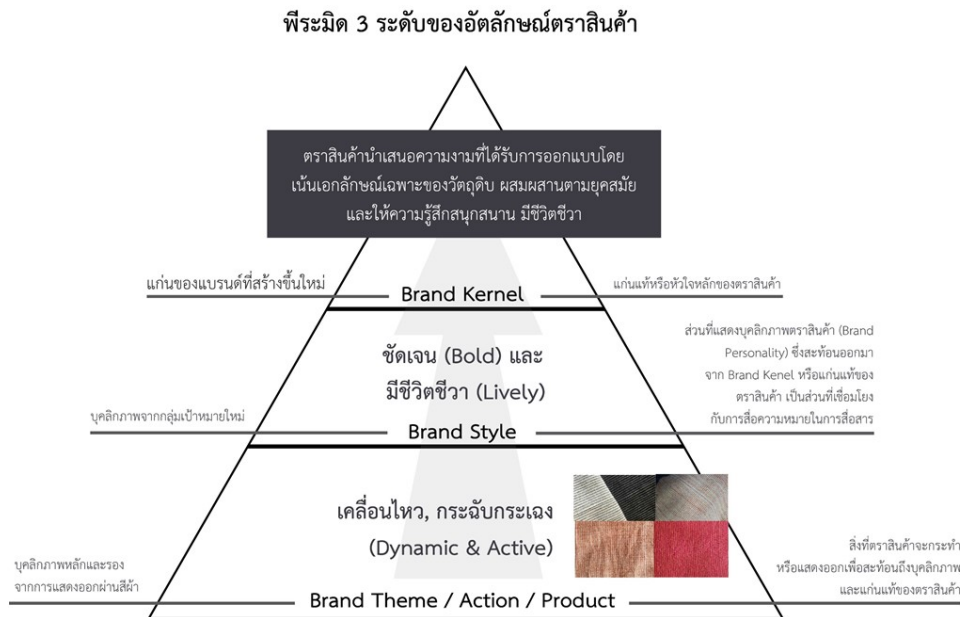 พีระมิด 3 ระดับของอัตลักษณ์ตราสินค้า
ตราสินค้านำเสนอความงามที่ได้รับการออกแบบโดย
เน้นเอกลักษณ์เฉพาะของวัตถุดิบ ผสมผสานตามยุคสมัย
และให้ความรู้สึกสนุกสนาน มีชีวิตชีวา
แก่นของแบรนด์ที่สร้างขึ้นใหม่
Brand Kernel
แก่นแท้หรือหัวใจหลักของตราสินค้า
ชัดเจน (Bold) และ
มีชีวิตชีวา (Lively)
ส่วนที่แสดงบุคลิกภาพตราสินค้า (Brand
Personality) ซึ่งสะท้อนออกมา
จาก Brand Kenel หรือแก่นแท้ของ
ตราสินค้า เป็นส่วนที่เชื่อมโยง
กับการสื่อความหมายในการสื่อสาร
บุคลิกภาพจากกลุ่มเป้าหมายใหม่
Brand Style
เคลื่อนไหว, กระฉับกระเฉง
(Dynamic & Active)
บุคลิกภาพหลักและรอง
จากการแสดงออกผ่านสีผ้า
Brand Theme / Action / Product
สิ่งที่ตราสินค้าจะกระทำ
หรือแสดงออกเพื่อสะท้อนถึงบุคลิกภาพ
และแก่นแท้ของตราสินค้า